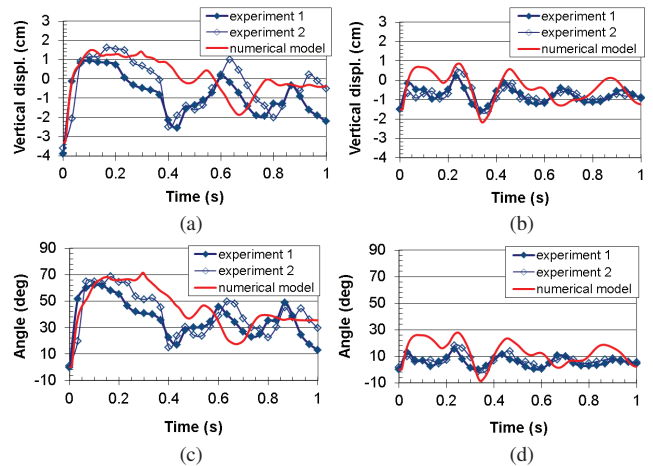 Vertical displ. (cm)
3
2
1
0
-1
-2
-3
-4
0
0.2
0.4
0.6
0.8
1
Time (s)
experiment 1
experiment 2
numerical model
(a)
Vertical displ. (cm)
3
2
1
0
-1
-2
-3
-4
0
0.2
0.4
0.6
0.8
1
Time (s)
experiment 1
experiment 2
numerical model
(b)
Angle (deg)
90
70
50
30
10
-10
0
0.2
0.4
0.6
0.8
1
Time (s)
experiment 1
experiment 2
numerical model
(c)
Angle (deg)
90
70
50
30
10
-10
0
0.2
0.4
0.6
0.8
1
Time (s)
experiment 1
experiment 2
numerical model
(d)